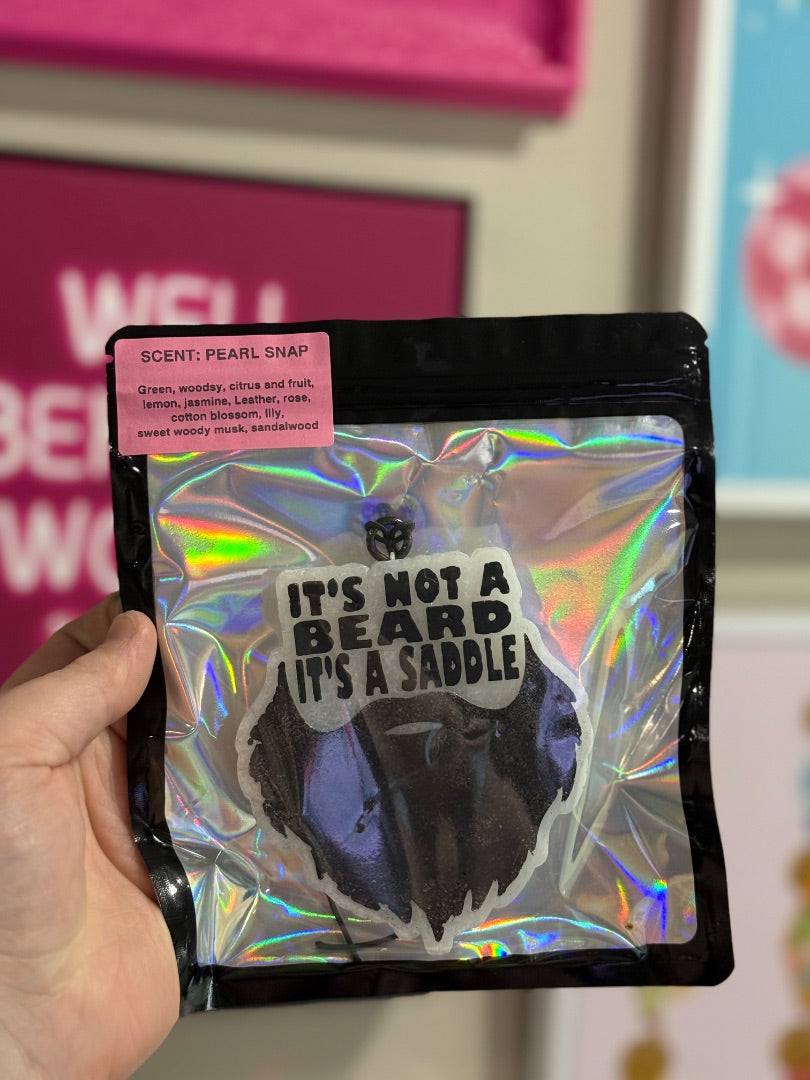 WELL
SCENT: PEARL SNAP
Green, woodsy, citrus and fruit,
lemon, jasmine, Leather, rose,
cotton blossom, lily,
sweet woody musk, sandalwood
IT'S NOT A
BEARD
IT'S A SADDLE